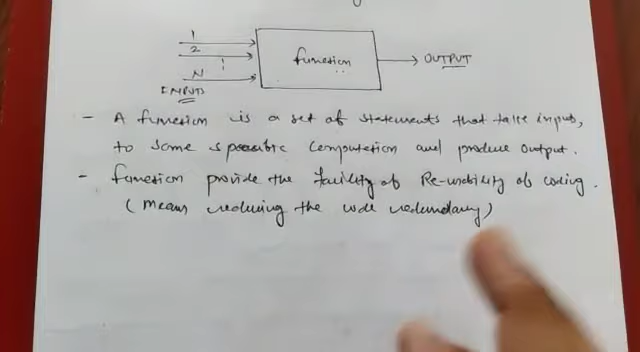 1
2
function
OUTPUT
N
INPUTS
- A function is a set of statements that take inputs,
to some specific computation and produce output.
- function provide the facility of Re-usability of coding.
(means reducing the code redundancy)